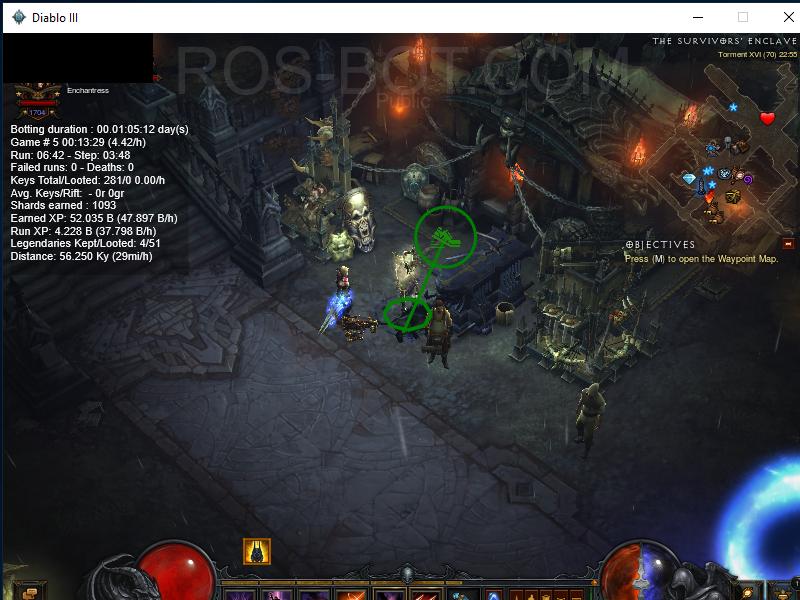 Diablo III
ROS-BOT.COM
Public
THE SURVIVORS' ENCLAVE
Torment XVI (70) 22:55
Enchantress
1704
Botting duration : 00.01:05:12 day(s)
Game # 5 00:13:29 (4.42/h)
Run: 06:42 - Step: 03:48
Failed runs: 0 - Deaths: 0
Keys Total/Looted: 281/0 0.00/h
Avg. Keys/Rift:  - 0r 0gr
Shards earned : 1093
Earned XP: 52.035 B (47.897 B/h)
Run XP: 4.228 B (37.798 B/h)
Legendaries Kept/Looted: 4/51
Distance: 56.250 Ky (29mi/h)
OBJECTIVES
Press (M) to open the Waypoint Map.